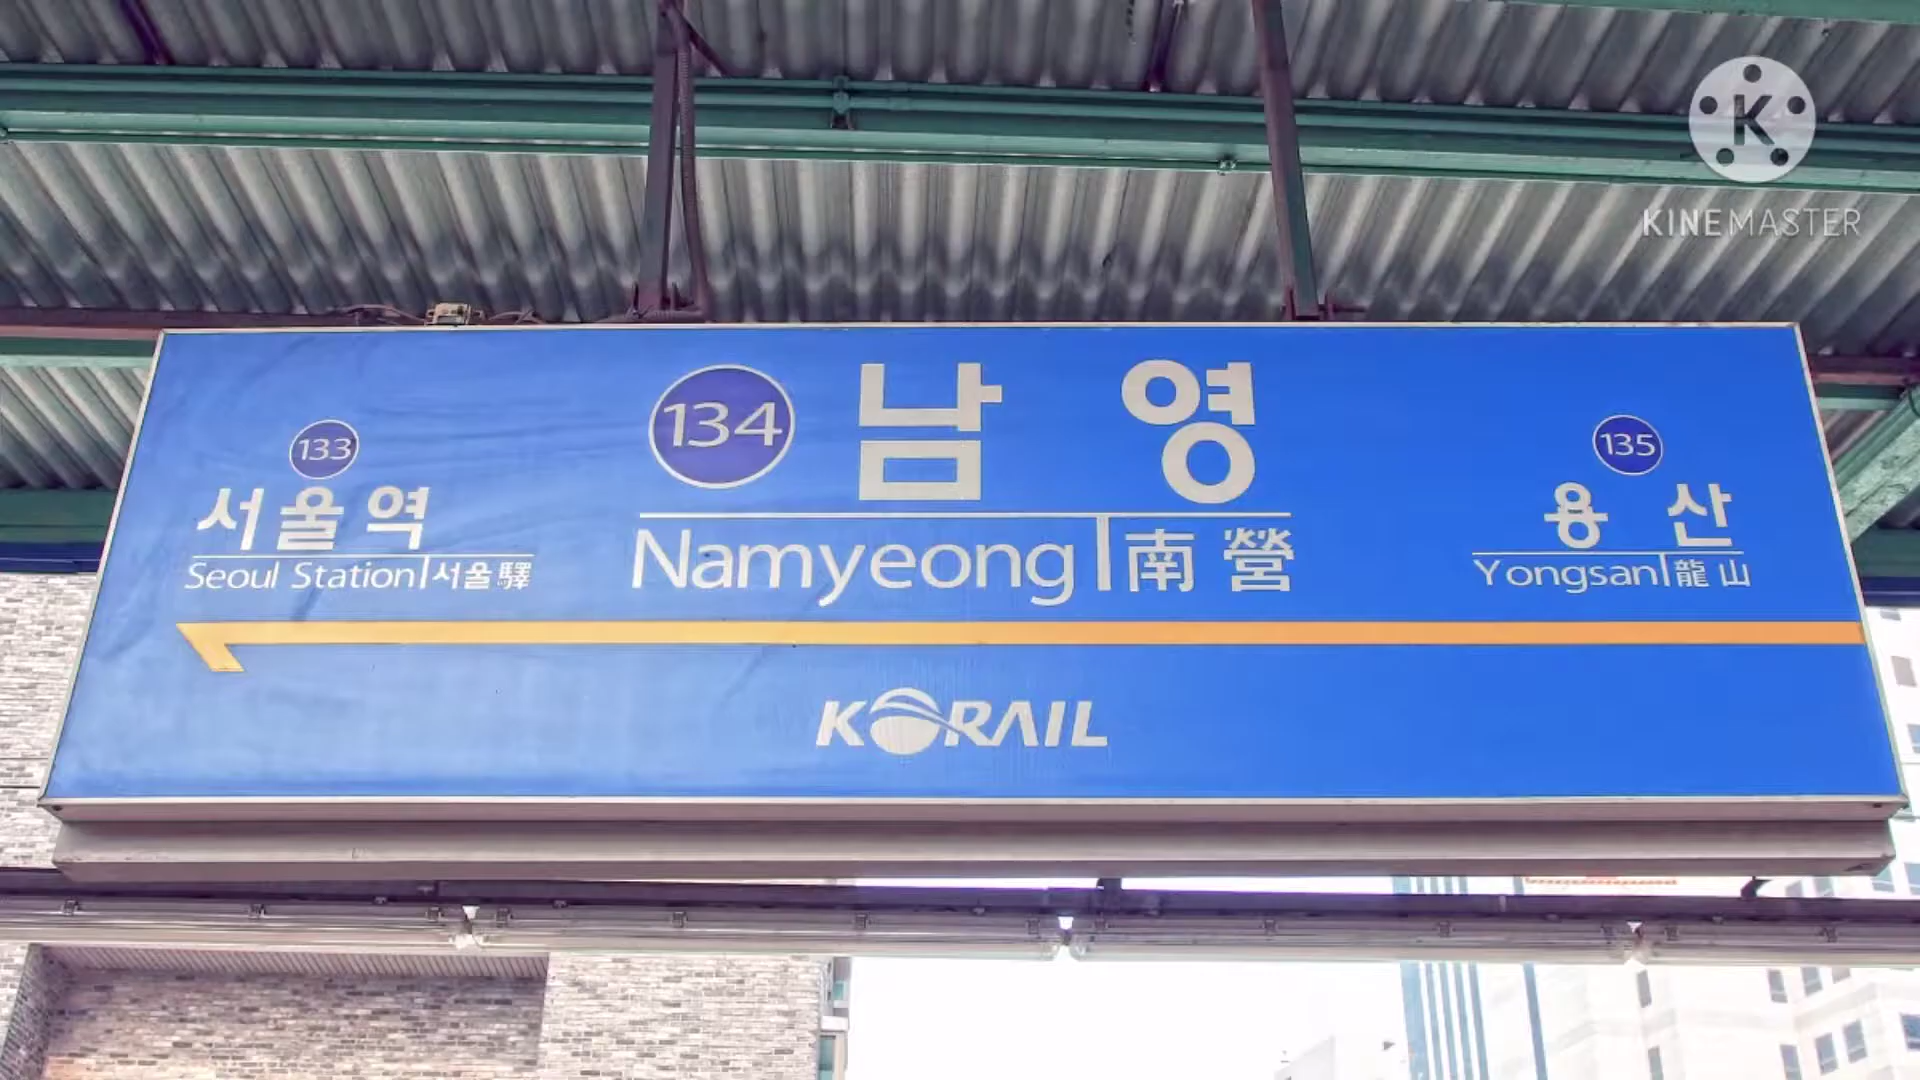 133
서울역
Seoul Station 서울驛
134 남영
Namyeong 南營
135
용산
Yongsan 龍山
KORAIL
K
KINEMASTER